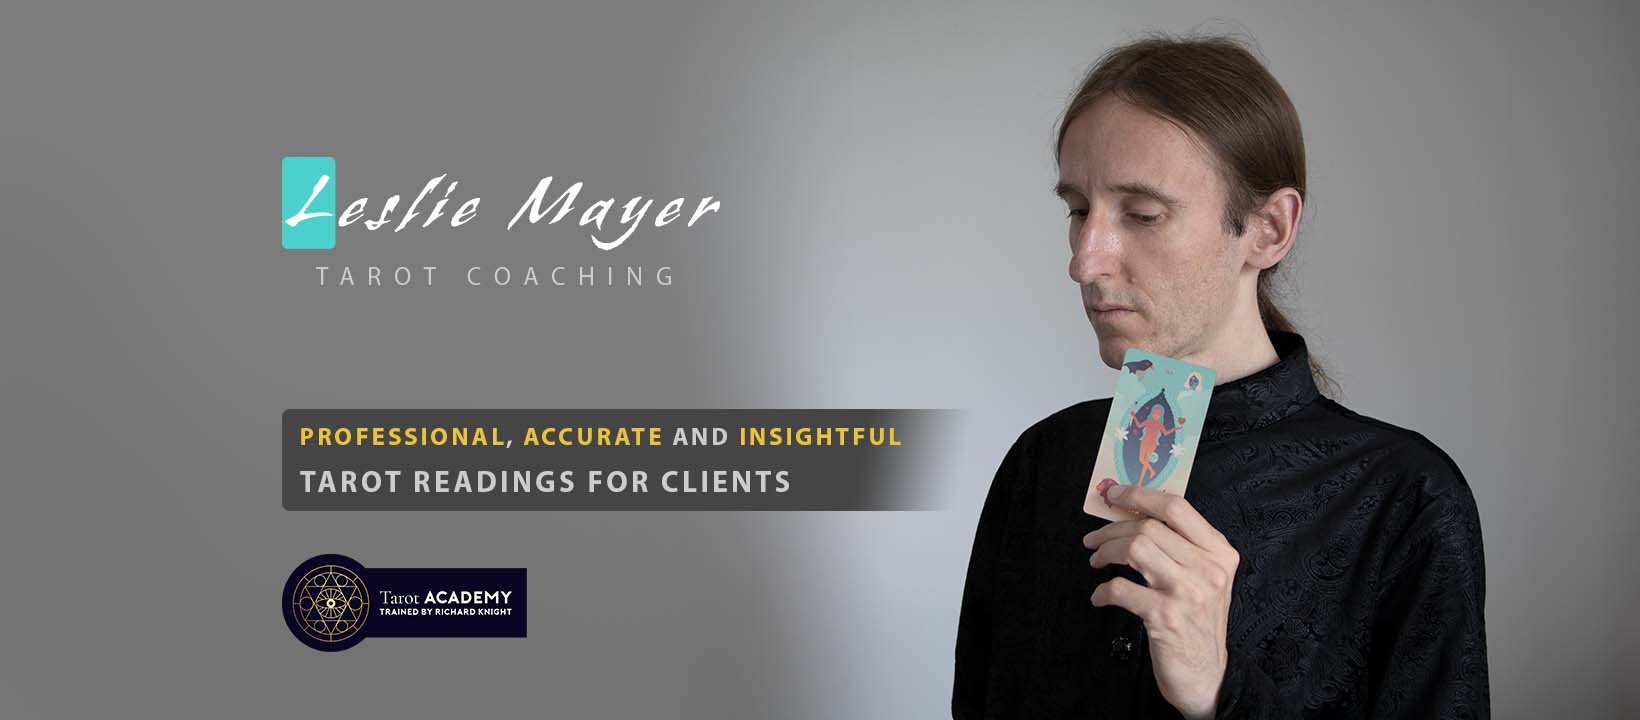 Leslie Mayer
TAROT COACHING
PROFESSIONAL, ACCURATE AND INSIGHTFUL
TAROT READINGS FOR CLIENTS
Tarot ACADEMY
TRAINED BY RICHARD KNIGHT